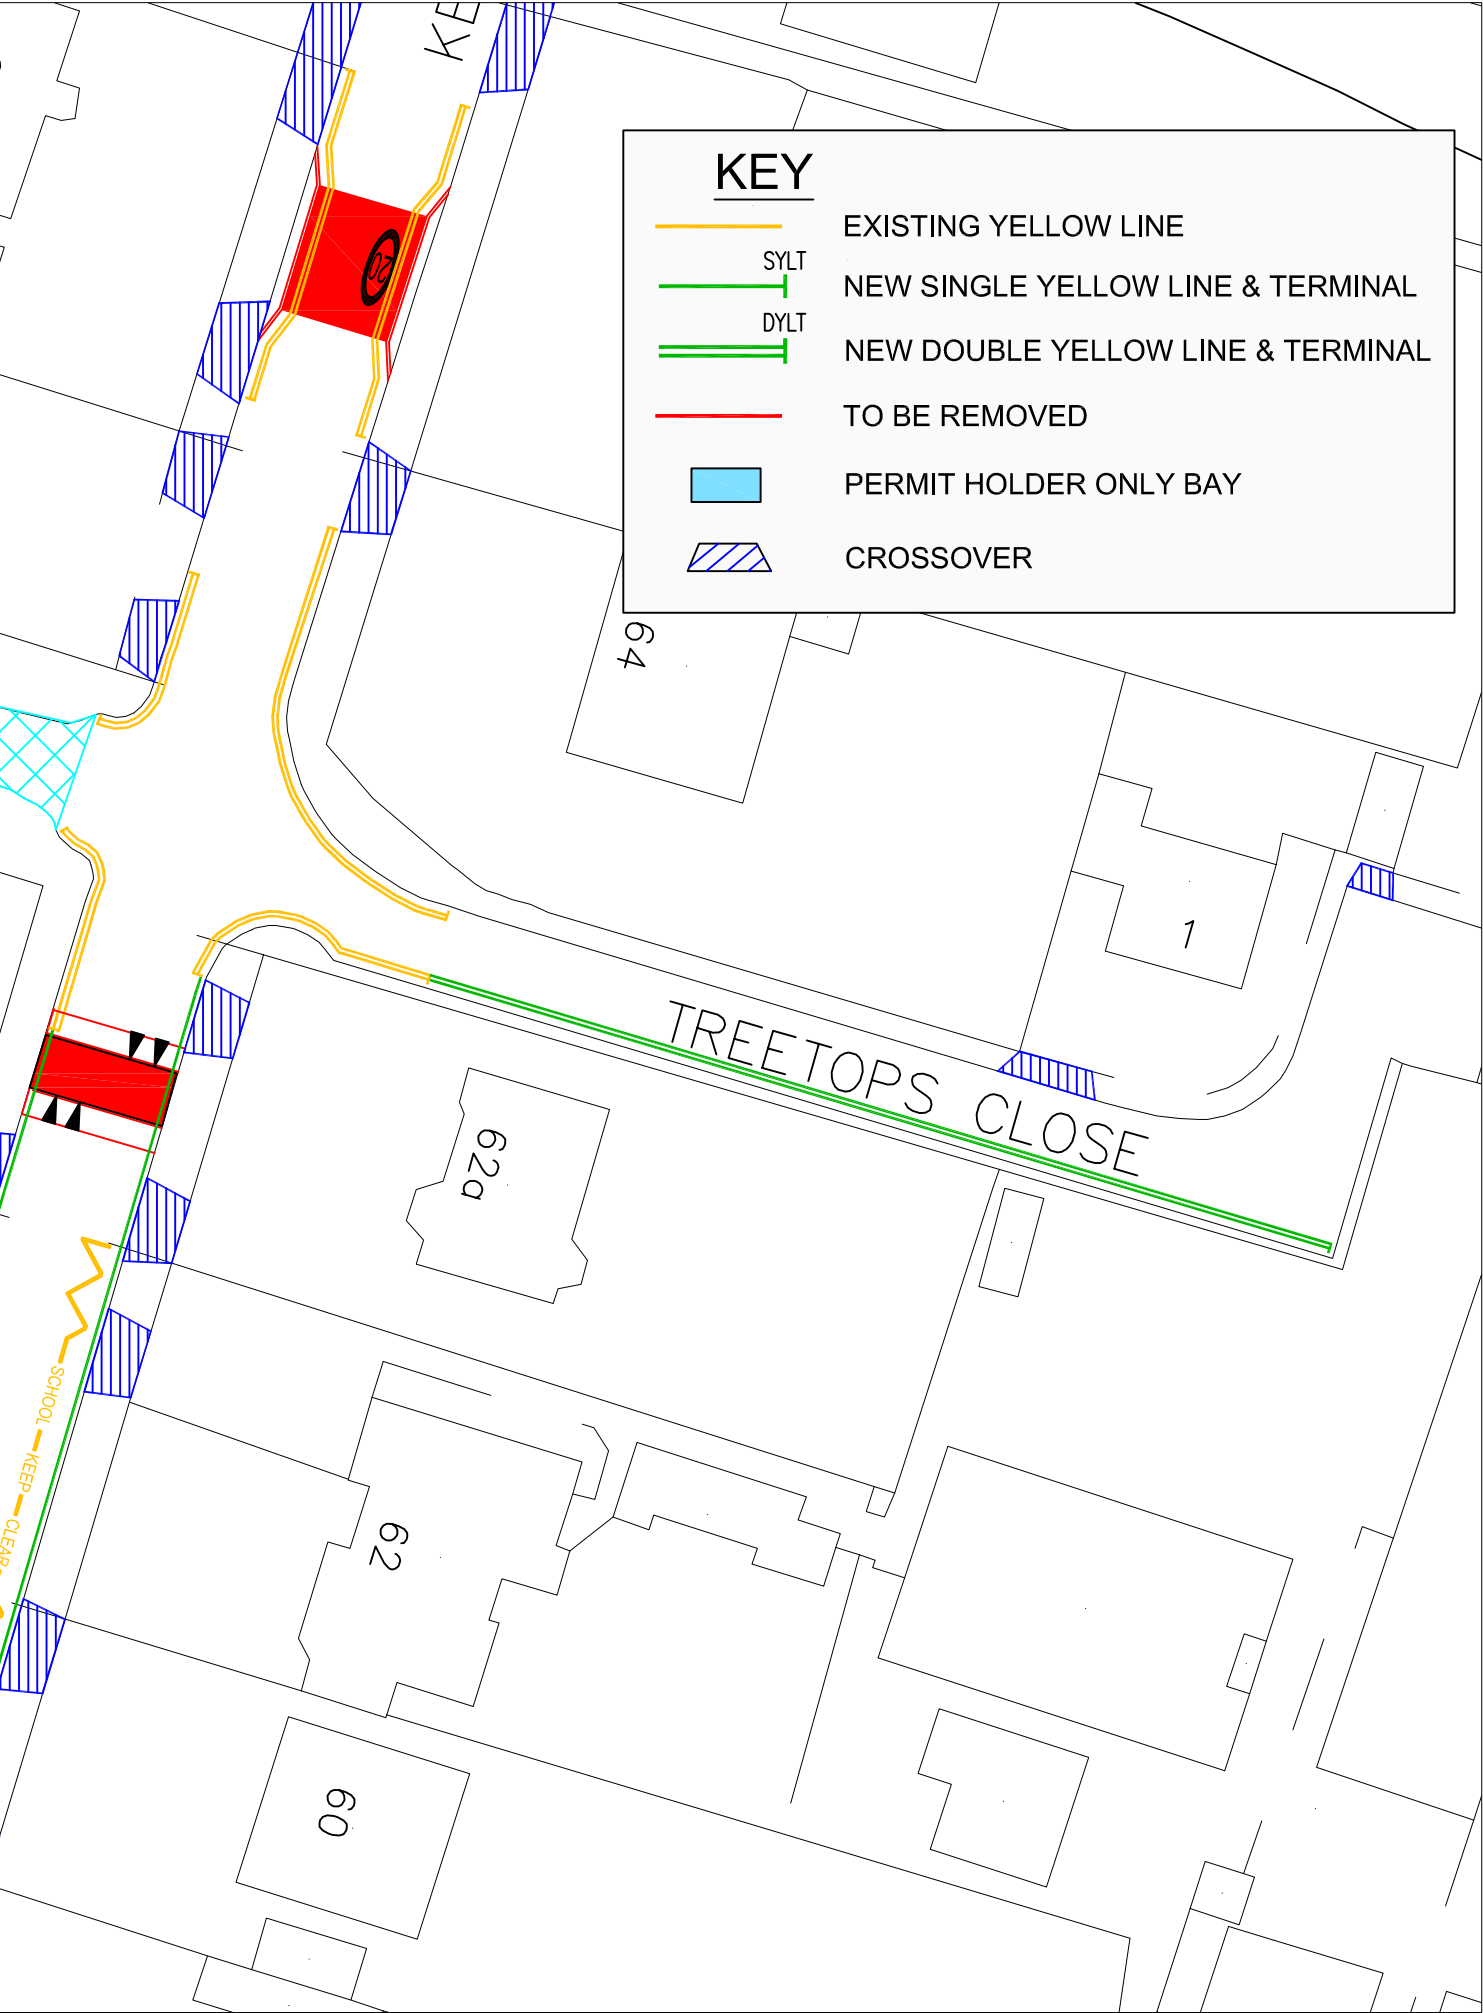 KE
20
KEY
EXISTING YELLOW LINE
SYLT
NEW SINGLE YELLOW LINE & TERMINAL
DYLT
NEW DOUBLE YELLOW LINE & TERMINAL
TO BE REMOVED
PERMIT HOLDER ONLY BAY
CROSSOVER
64
1
TREETOPS CLOSE
62a
SCHOOL KEEP CLEAR
62
60